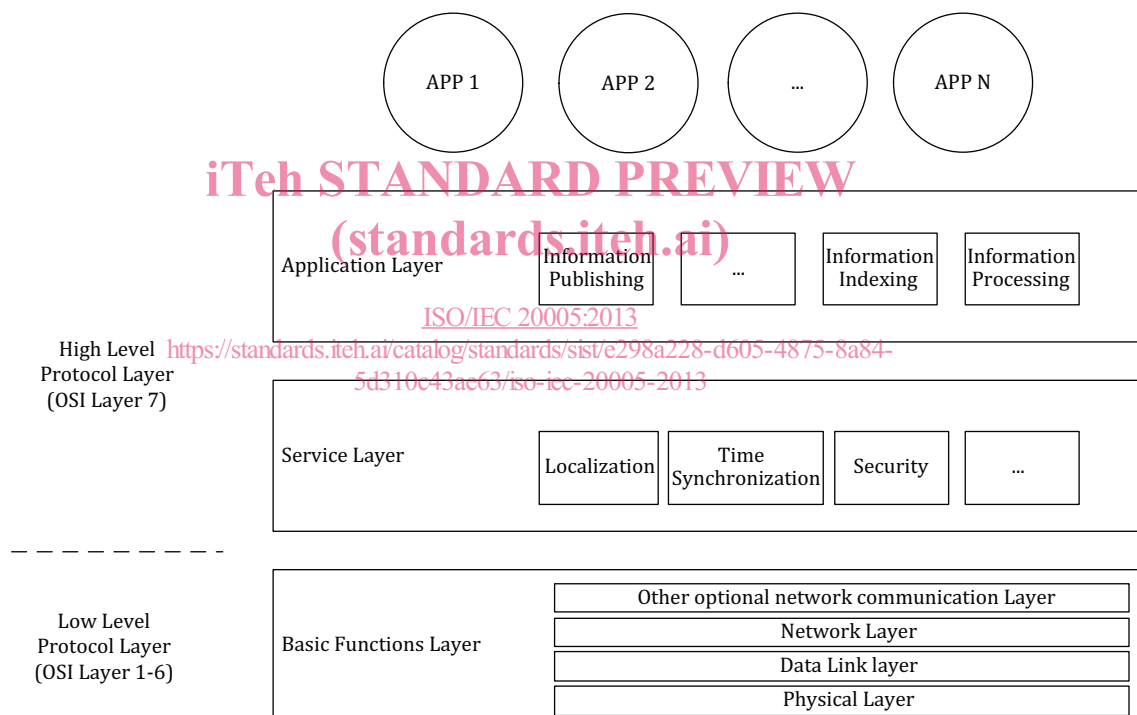 APP 1
APP 2
...
APP N
iTeh STANDARD PREVIEW
(standards.iteh.ai)
Application Layer
Information
Publishing
...
Information
Indexing
Information
Processing
ISO/IEC 20005:2013
https://standards.iteh.ai/catalog/standards/sist/e298a228-d605-4875-8a84-
5d310c43ae63/iso-iec-20005-2013
High Level
Protocol Layer
(OSI Layer 7)
Service Layer
Localization
Time
Synchronization
Security
...
Low Level
Protocol Layer
(OSI Layer 1-6)
Basic Functions Layer
Other optional network communication Layer
Network Layer
Data Link layer
Physical Layer